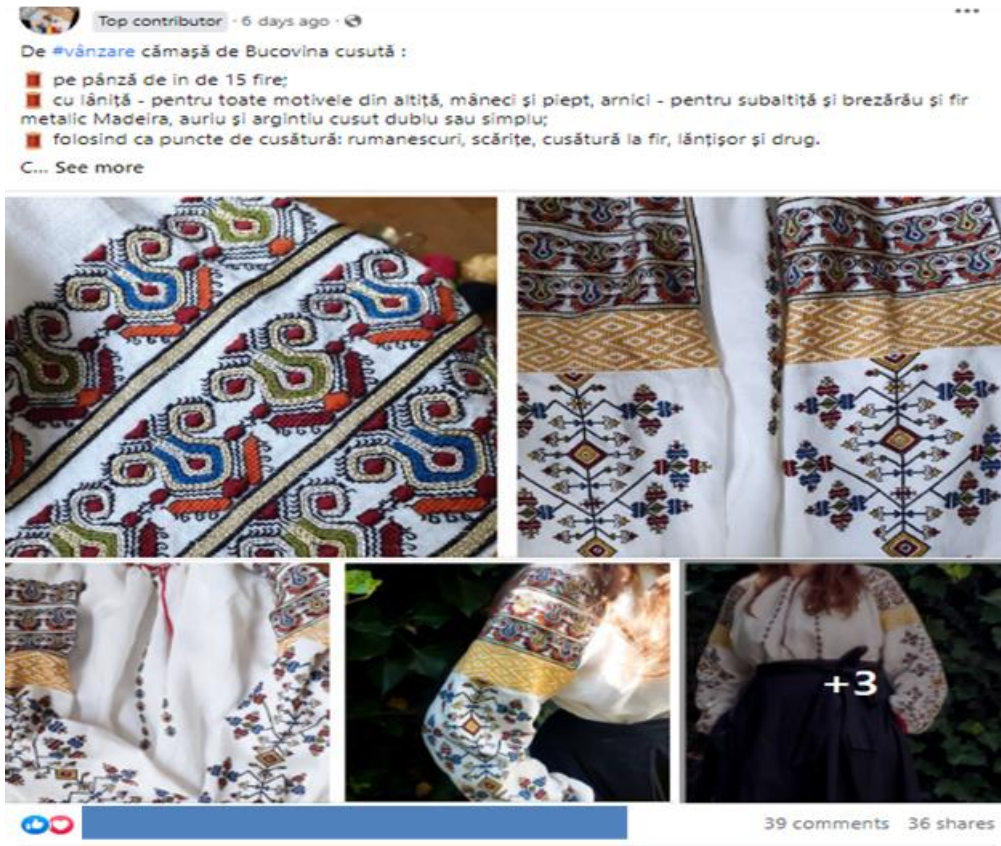 Top contributor · 6 days ago ·
De #vânzare cămașă de Bucovina cusută :
pe pânză de in de 15 fire;
cu lâniță - pentru toate motivele din altiță, mâneci și piept, arnici - pentru subaltiță și brezărău și fir
metalic Madeira, auriu și argintiu cusut dublu sau simplu;
folosind ca puncte de cusătură: rumanescuri, scărițe, cusătură la fir, lănțișor și drug.
C... See more
+3
39 comments 36 shares